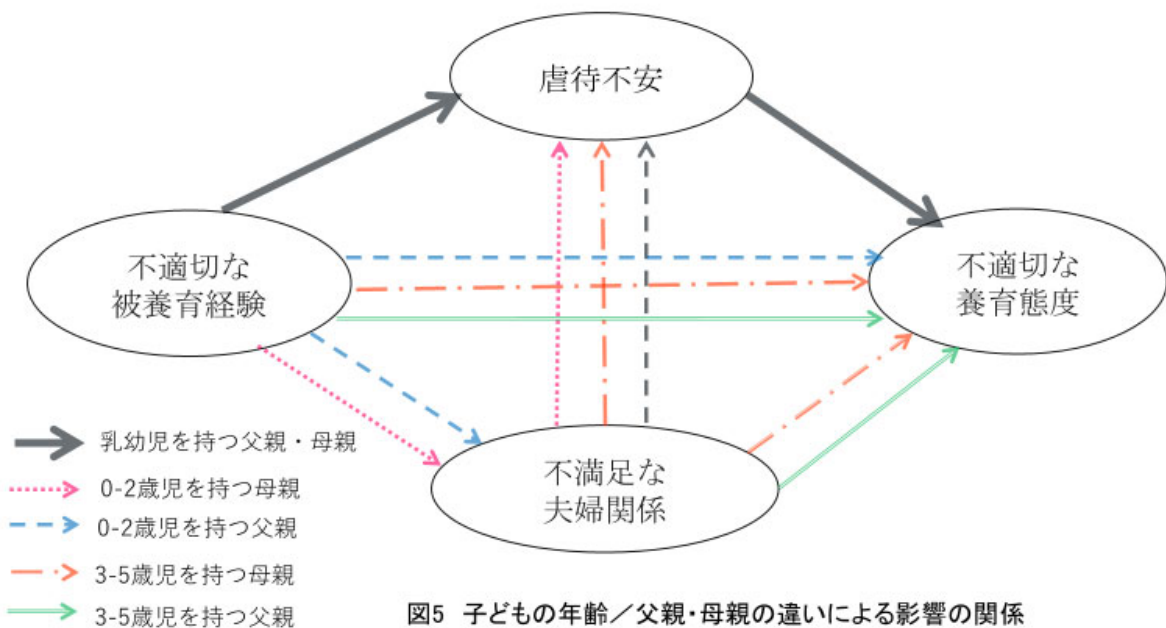 虐待不安
不適切な
被養育経験
不適切な
養育態度
不満足な
夫婦関係
乳幼児を持つ父親・母親
0-2歳児を持つ母親
0-2歳児を持つ父親
3-5歳児を持つ母親
3-5歳児を持つ父親
図5 子どもの年齢／父親・母親の違いによる影響の関係